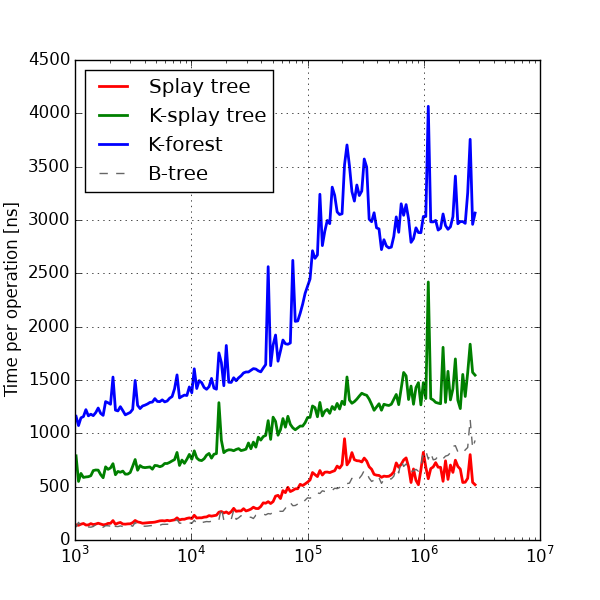 4500
4000
3500
3000
2500
2000
1500
1000
500
0
Time per operation [ns]
Splay tree
K-splay tree
K-forest
B-tree
10³ 10⁴ 10⁵ 10⁶ 10⁷